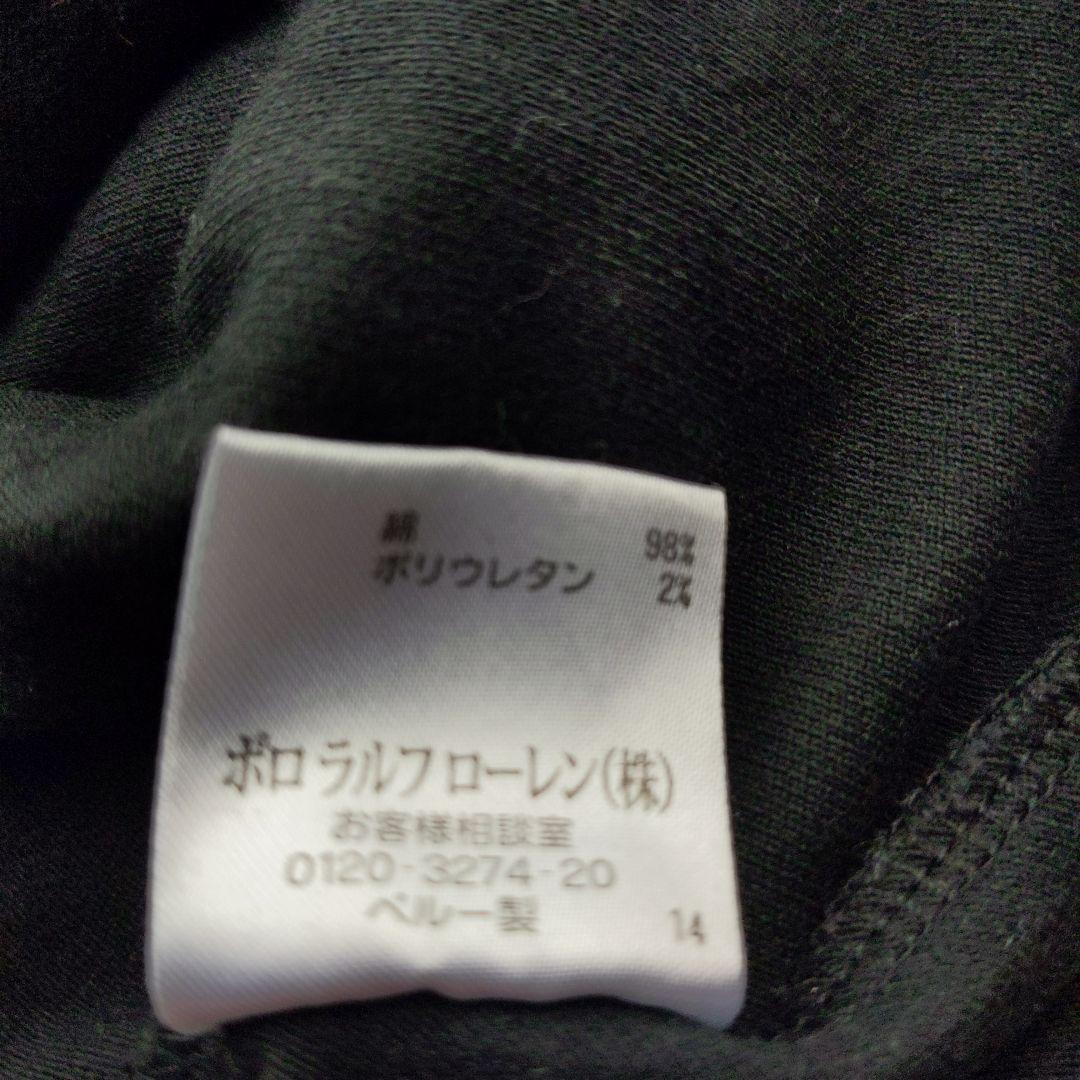 綿 98%
ポリウレタン 2%
ポロ ラルフ ローレン(株)
お客様相談室
0120-3274-20
ペルー製 14